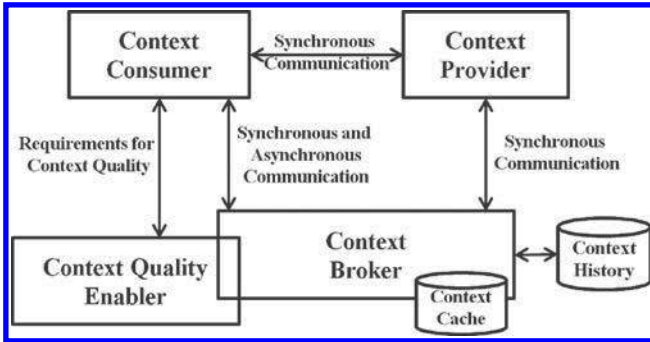 Context
Consumer
Synchronous
Communication
Context
Provider
Requirements for
Context Quality
Synchronous and
Asynchronous
Communication
Synchronous
Communication
Context Quality
Enabler
Context
Broker
Context
Cache
Context
History